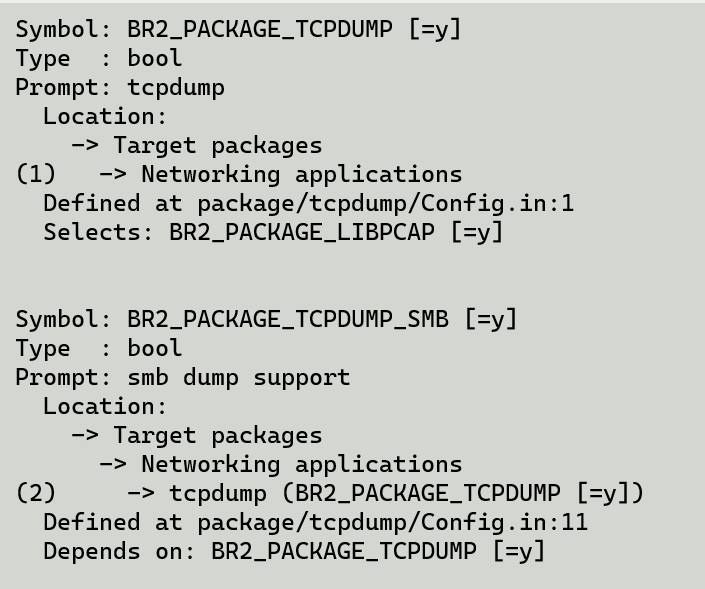 Symbol: BR2_PACKAGE_TCPDUMP [=y]
Type  : bool
Prompt: tcpdump
  Location:
    -> Target packages
(1)   -> Networking applications
  Defined at package/tcpdump/Config.in:1
  Selects: BR2_PACKAGE_LIBPCAP [=y]

Symbol: BR2_PACKAGE_TCPDUMP_SMB [=y]
Type  : bool
Prompt: smb dump support
  Location:
    -> Target packages
      -> Networking applications
(2)     -> tcpdump (BR2_PACKAGE_TCPDUMP [=y])
  Defined at package/tcpdump/Config.in:11
  Depends on: BR2_PACKAGE_TCPDUMP [=y]